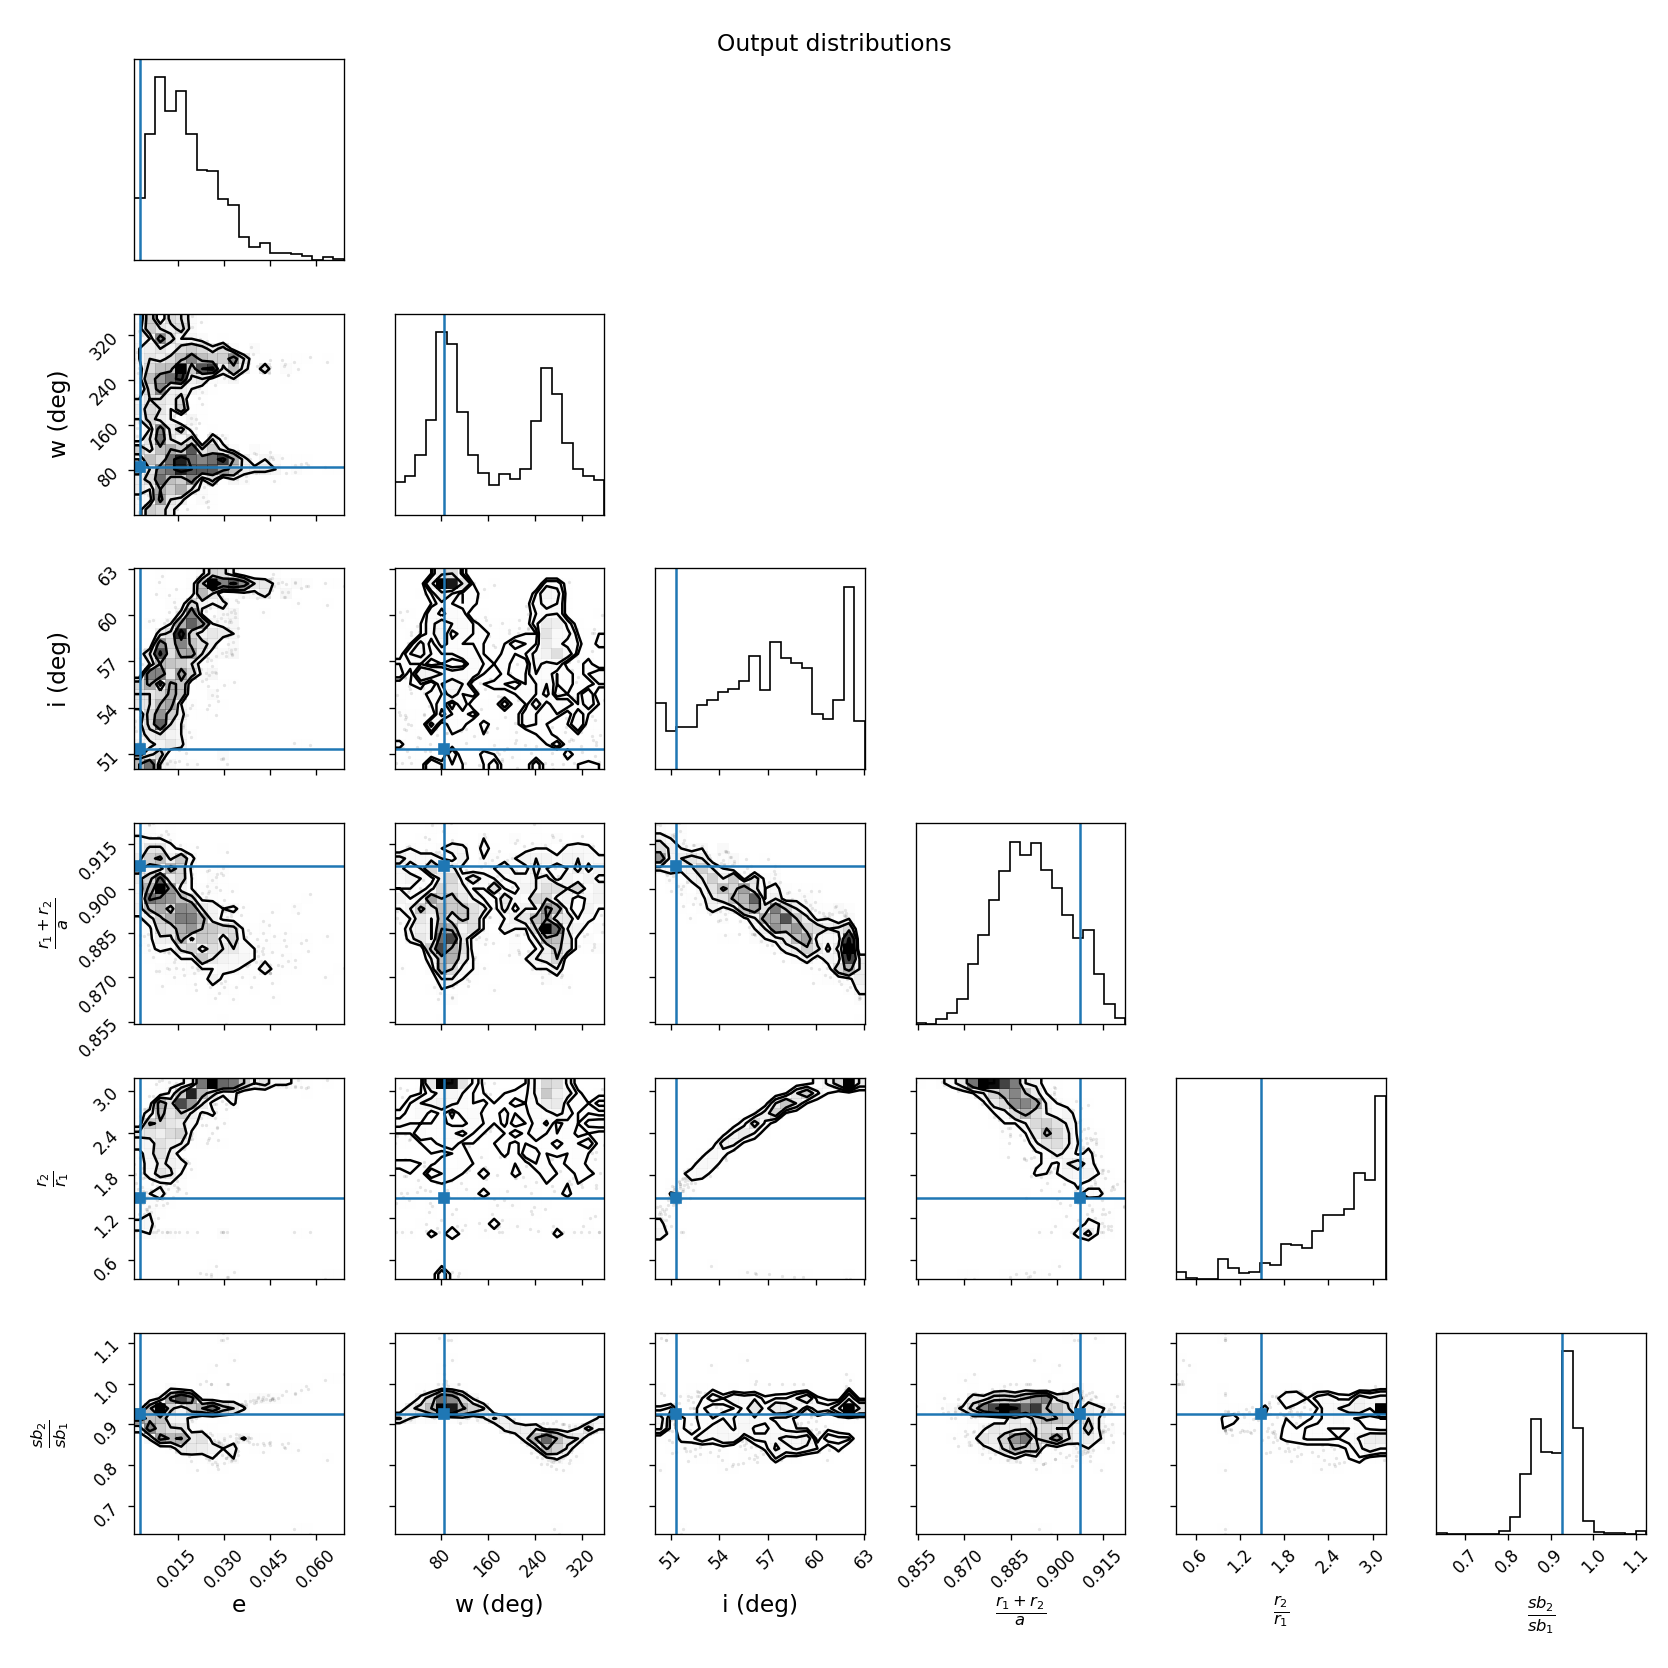 Output distributions
w (deg)
320
240
160
80
i (deg)
63
60
57
54
51
r₁ + r₂
a
0.915
0.900
0.885
0.870
0.855
r₂
r₁
3.0
2.4
1.8
1.2
0.6
sb₂
sb₁
1.1
1.0
0.9
0.8
0.7
0.015 0.030 0.045 0.060
80 160 240 320
51 54 57 60 63
0.855 0.870 0.885 0.900 0.915
0.6 1.2 1.8 2.4 3.0
0.7 0.8 0.9 1.0 1.1
e
w (deg)
i (deg)
r₁ + r₂
a
r₂
r₁
sb₂
sb₁